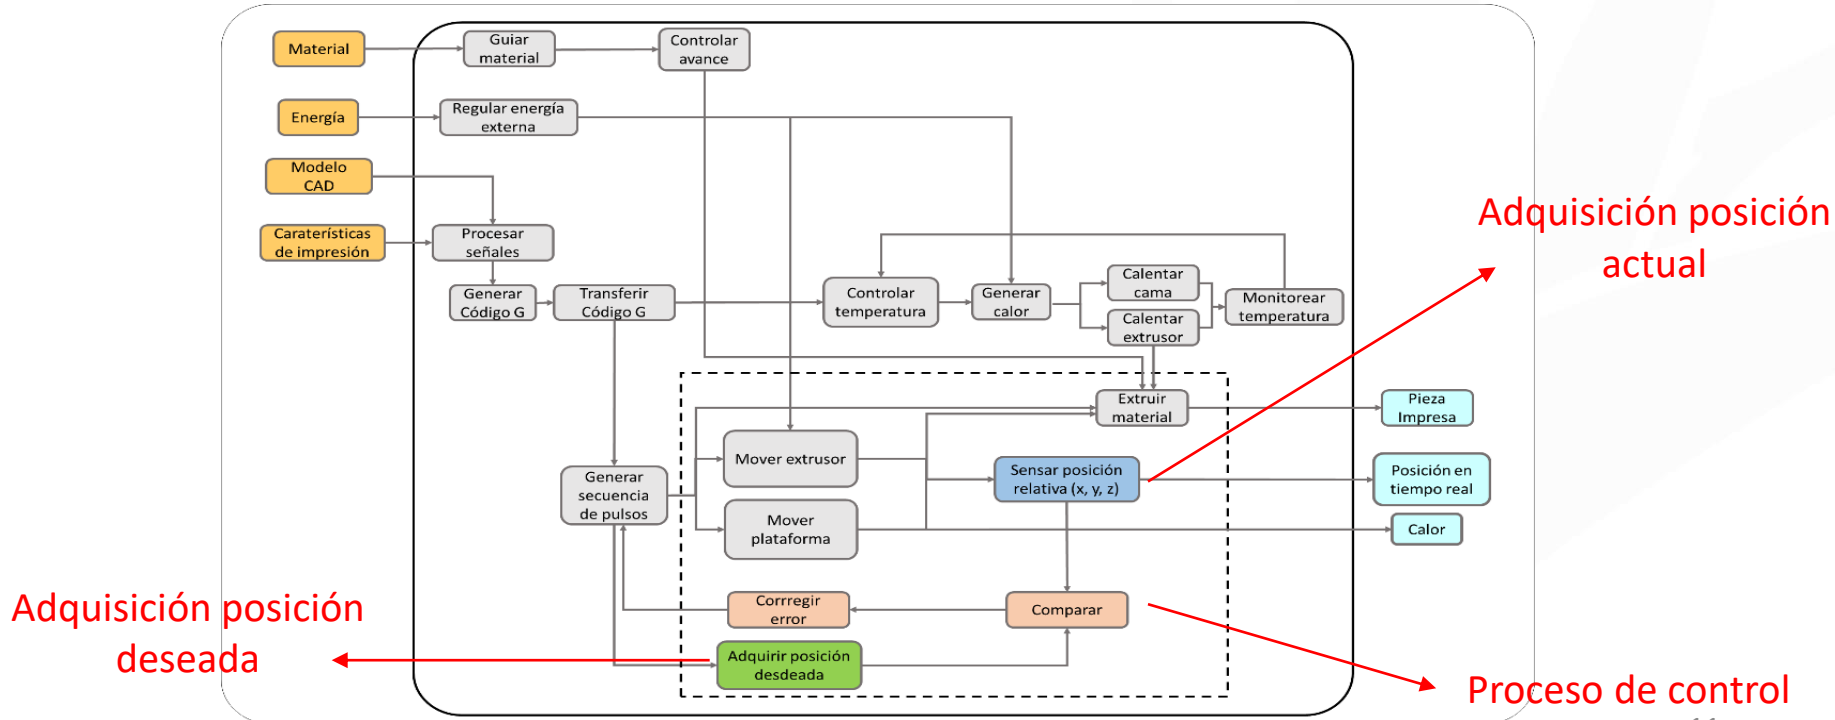 Material
Guiar
material
Controlar
avance
Energía
Regular energía
externa
Modelo
CAD
Caraterísticas
de impresión
Procesar
señales
Generar
Código G
Transferir
Código G
Controlar
temperatura
Generar
calor
Calentar
cama
Calentar
extrusor
Monitorear
temperatura
Adquisición posición
actual
Extruir
material
Pieza
Impresa
Mover extrusor
Generar
secuencia
de pulsos
Sensar posición
relativa (x, y, z)
Posición en
tiempo real
Mover
plataforma
Calor
Corrregir
error
Comparar
Adquisición posición
deseada
Adquirir posición
desdeada
Proceso de control